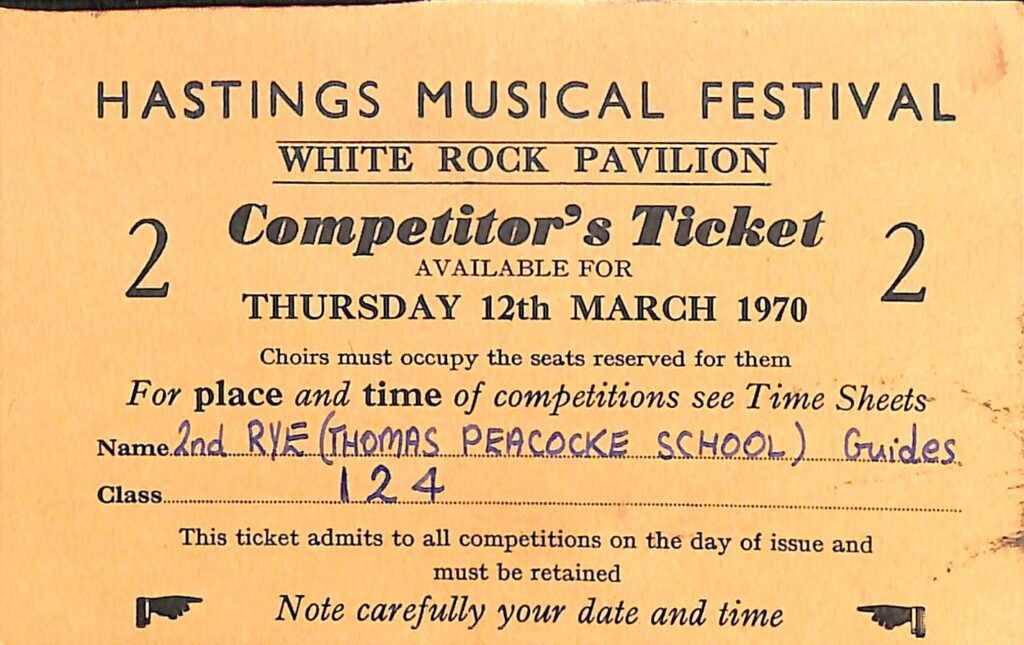 HASTINGS MUSICAL FESTIVAL
WHITE ROCK PAVILION
2 Competitor's Ticket 2
AVAILABLE FOR
THURSDAY 12th MARCH 1970
Choirs must occupy the seats reserved for them
For place and time of competitions see Time Sheets
Name 2nd RYE (THOMAS PEACOCKE SCHOOL) Guides
Class 124
This ticket admits to all competitions on the day of issue and
must be retained
Note carefully your date and time